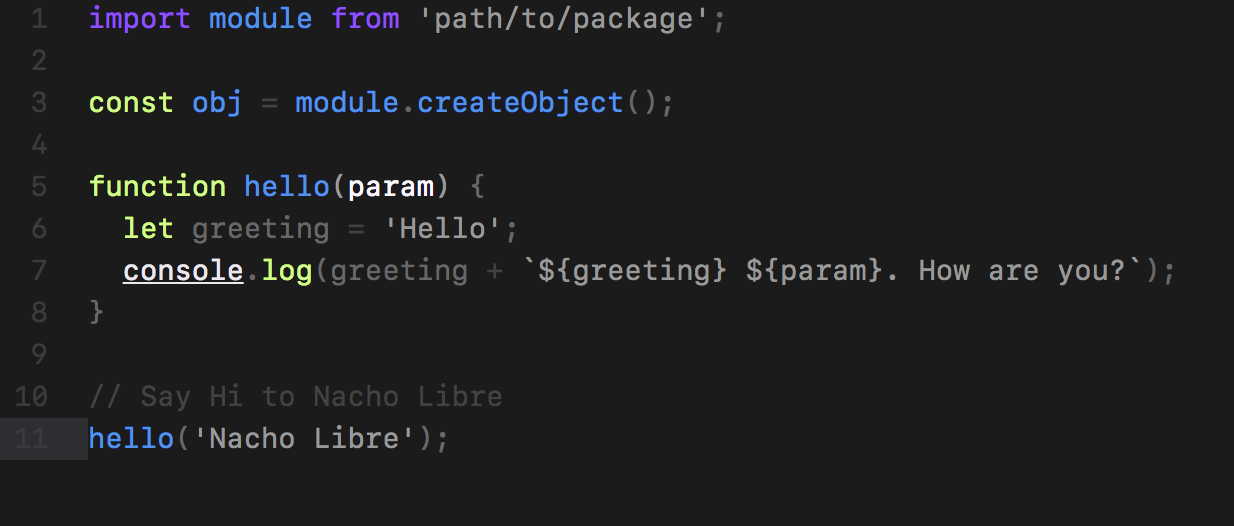 1 import module from 'path/to/package';
2
3 const obj = module.createObject();
4
5 function hello(param) {
6   let greeting = 'Hello';
7   console.log(greeting + `${greeting} ${param}. How are you?`);
8 }
9
10 // Say Hi to Nacho Libre
11 hello('Nacho Libre');